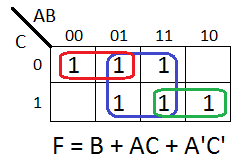 AB
C 00 01 11 10
0 1 1 1
1 1 1 1
F = B + AC + A'C'